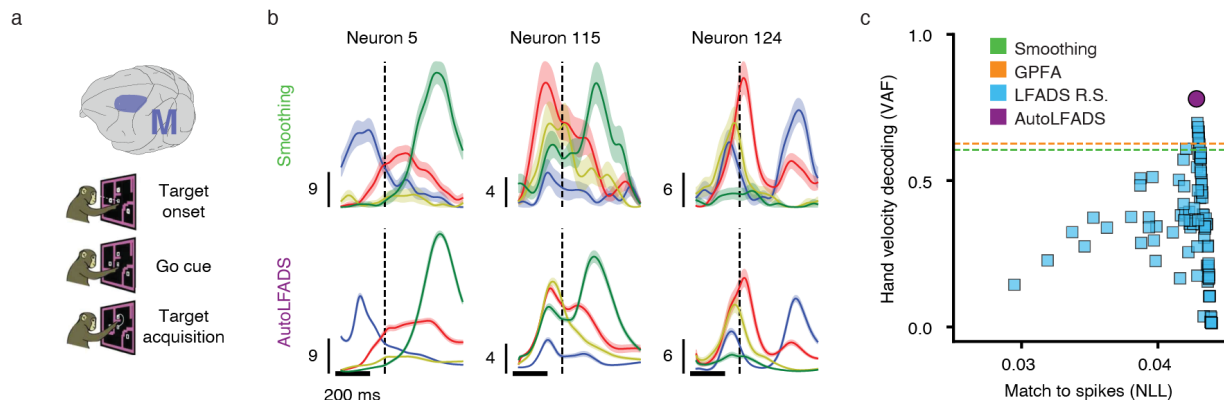 a
M
Target
onset
Go cue
Target
acquisition
b
Neuron 5
Neuron 115
Neuron 124
Smoothing
9
4
6
AutoLFADS
9
4
6
200 ms
c
1.0
Smoothing
GPFA
LFADS R.S.
AutoLFADS
Hand velocity decoding (VAF)
0.5
0.0
0.03
0.04
Match to spikes (NLL)